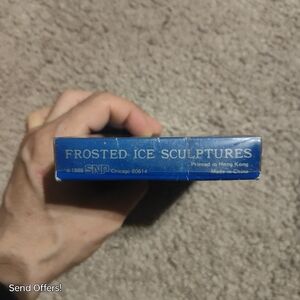 FROSTED ICE SCULPTURES
Printed in Hong Kong
© 1988 SNP Chicago 60614
Made in China
Send Offers!